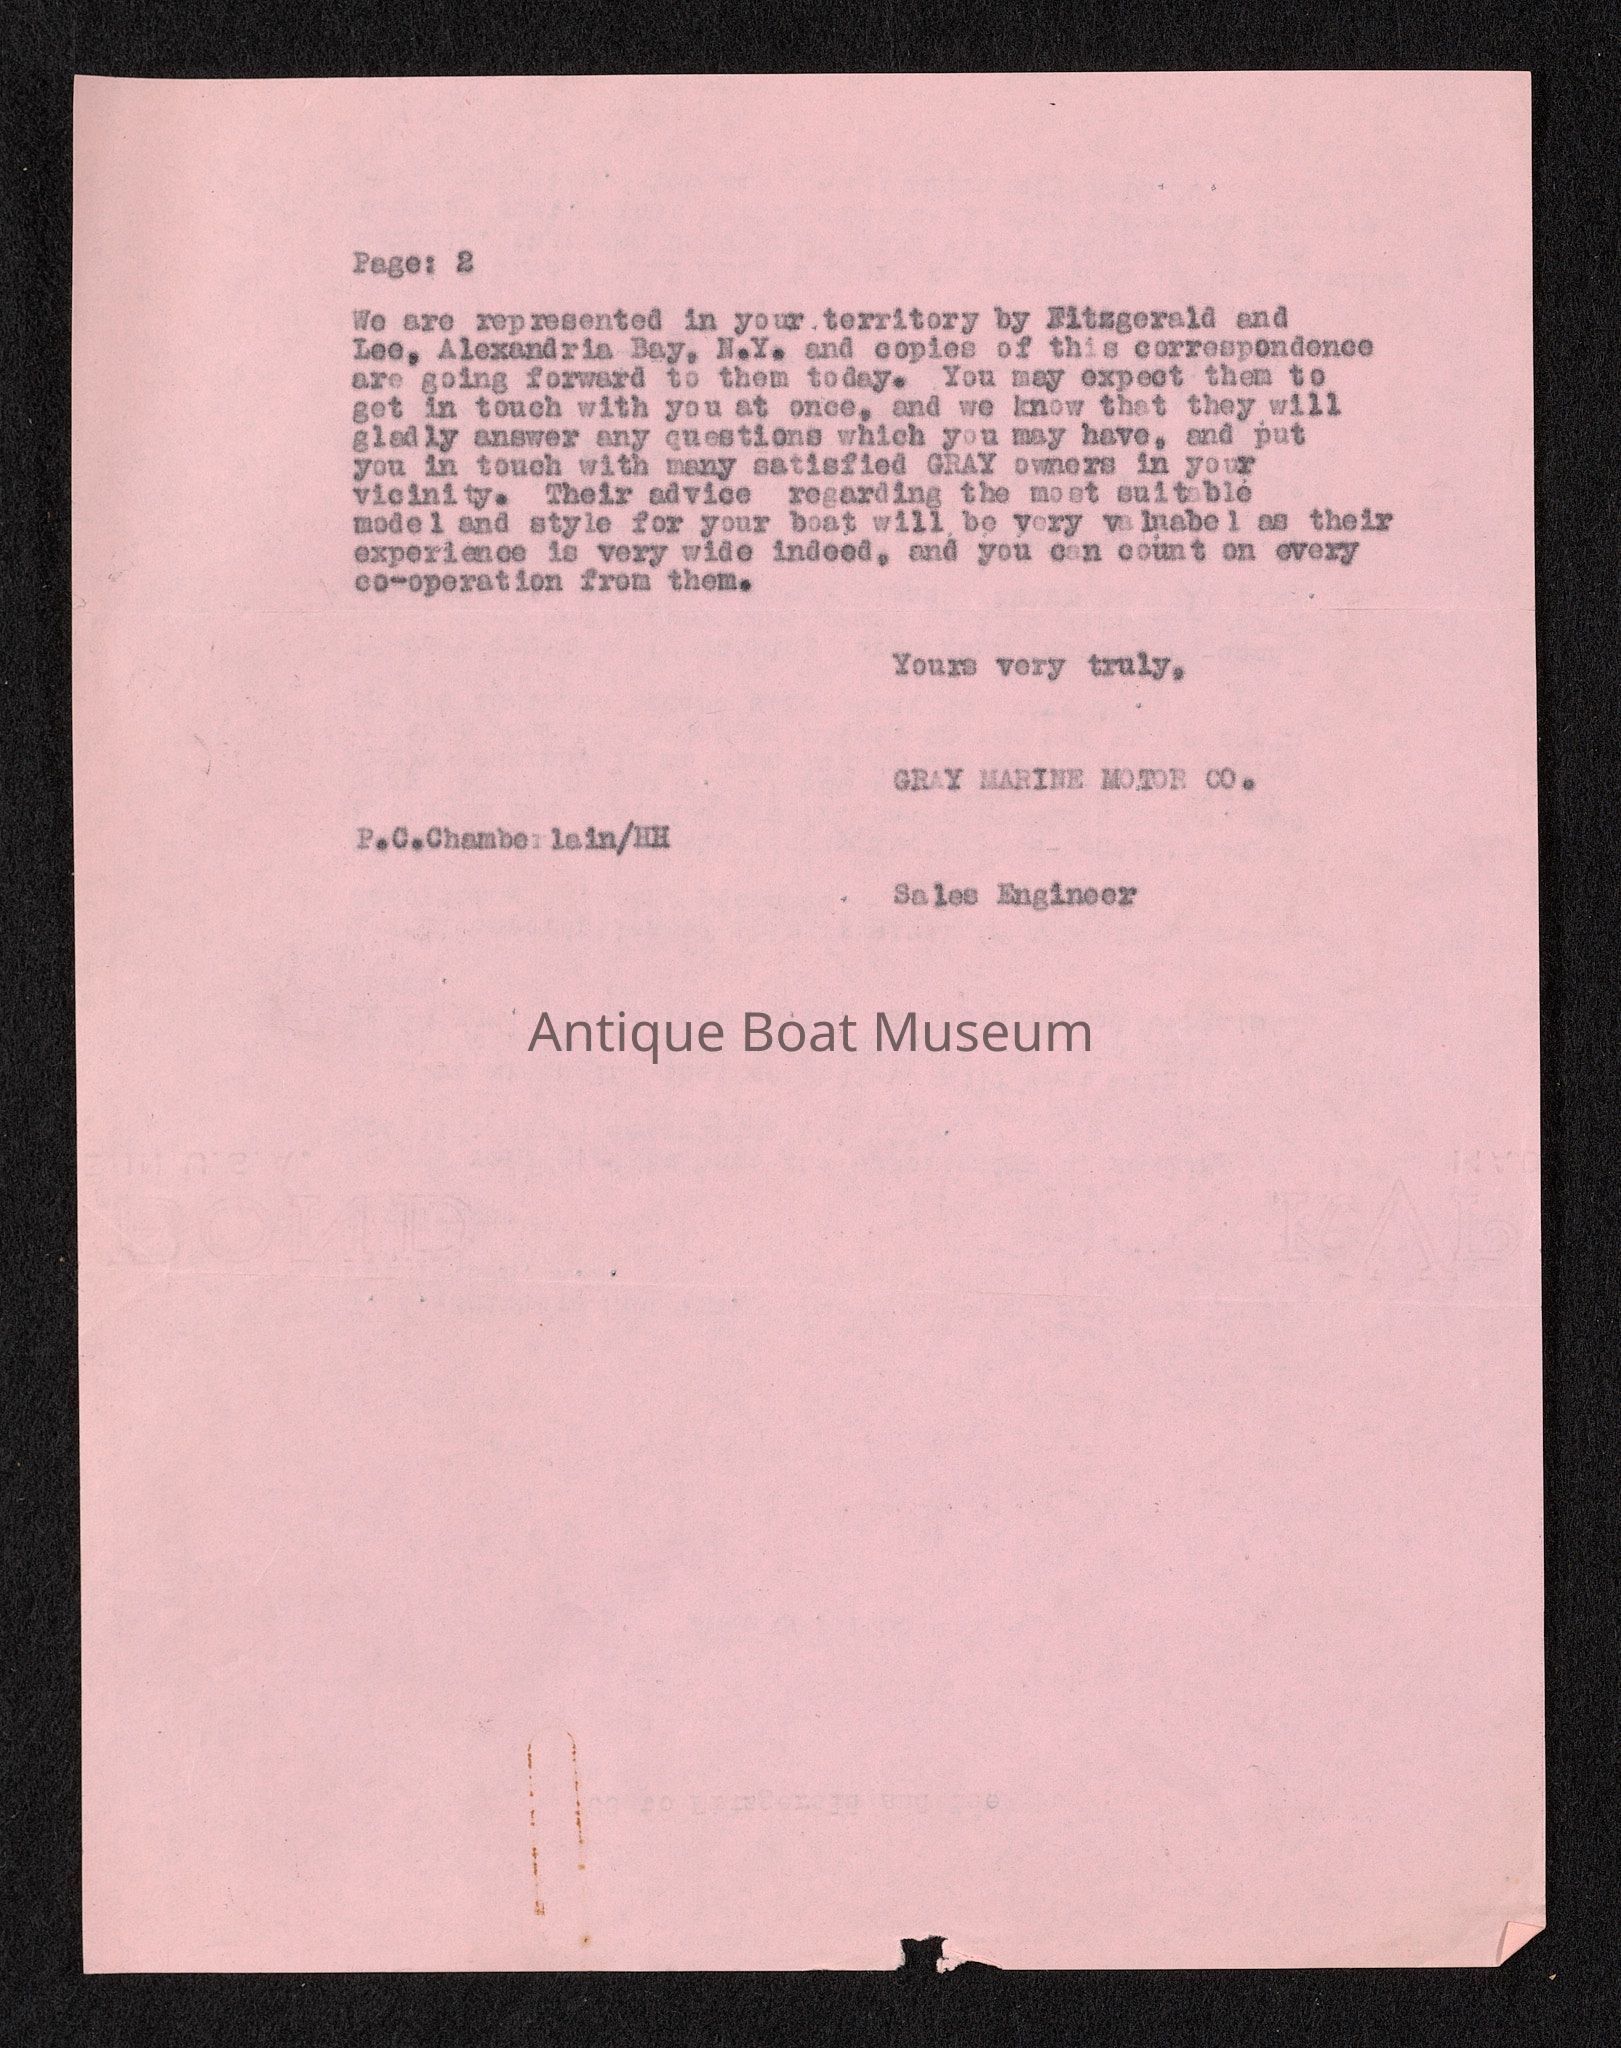 Page: 2
We are represented in your territory by Fitzgerald and
Lee, Alexandria Bay, N.Y. and copies of this correspondence
are going forward to them today.  You may expect them to
get in touch with you at once, and we know that they will
gladly answer any questions which you may have, and put
you in touch with many satisfied GRAY owners in your
vicinity.  Their advice  regarding the most suitable
model and style for your boat will be very valuabel as their
experience is very wide indeed, and you can count on every
co-operation from them.
Yours very truly,
GRAY MARINE MOTOR CO.
P.C.Chamberlain/HH
Sales Engineer
Antique Boat Museum